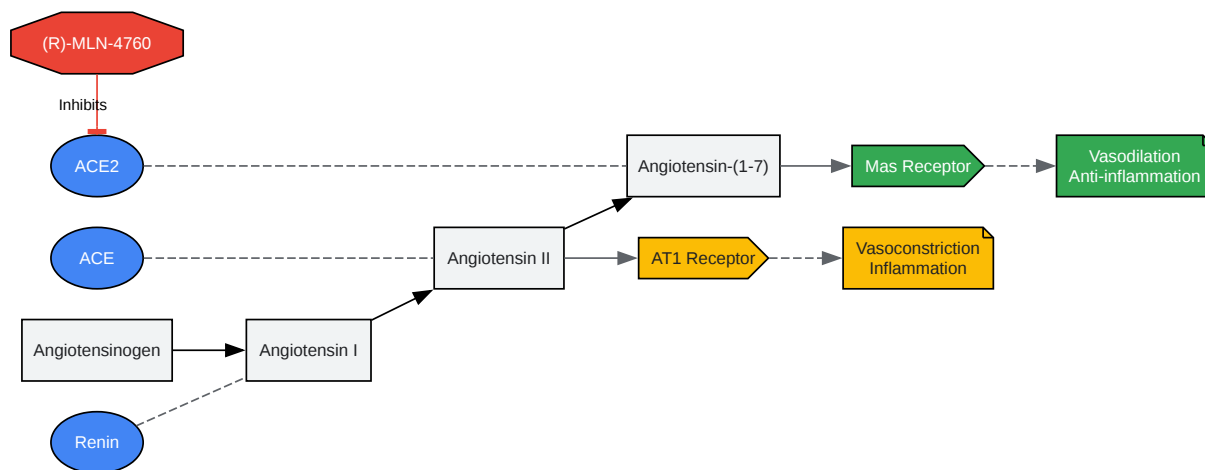 (R)-MLN-4760
Inhibits
ACE2
Angiotensin-(1-7)
Mas Receptor
Vasodilation
Anti-inflammation
ACE
Angiotensin II
AT1 Receptor
Vasoconstriction
Inflammation
Angiotensinogen
Angiotensin I
Renin